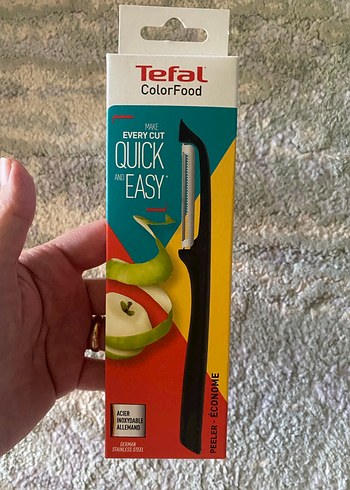 Tefal
ColorFood
MAKE
EVERY CUT
QUICK
AND EASY*
ACIER
INOXYDABLE
ALLEMAND
GERMAN
STAINLESS STEEL
PEELER - ÉCONOME